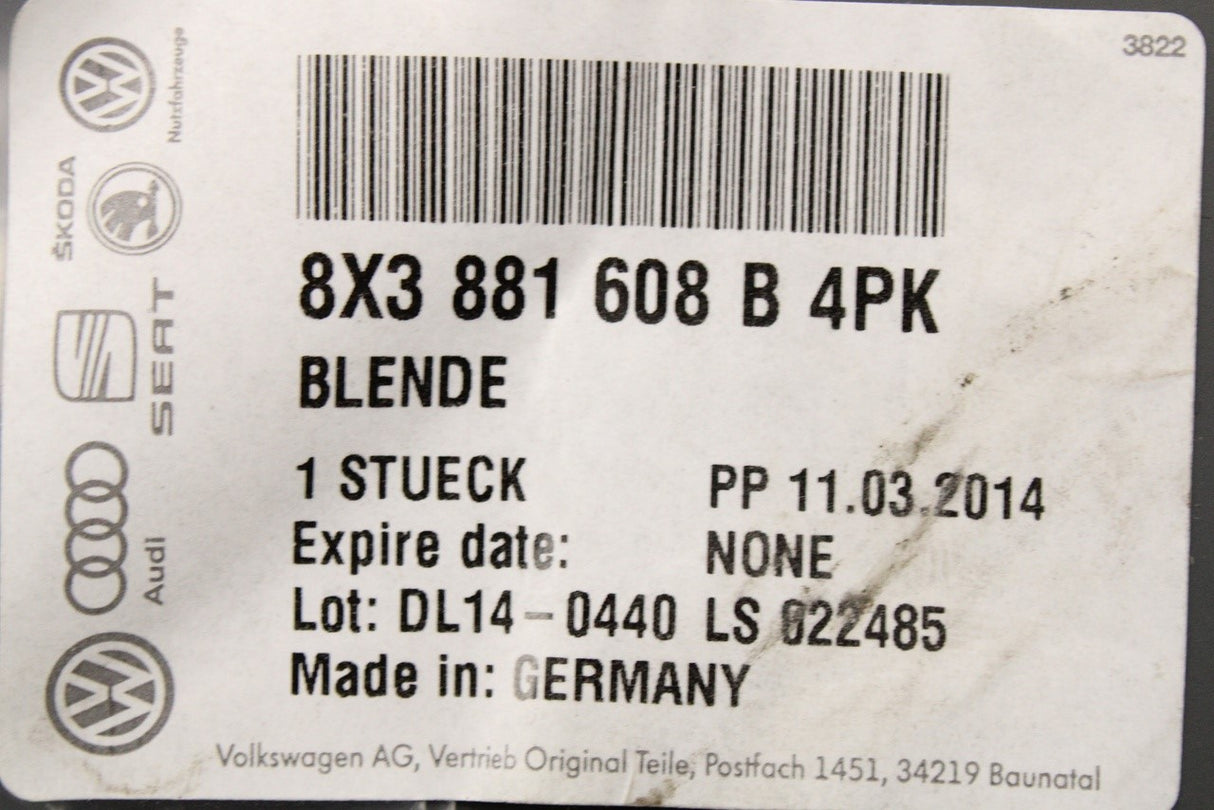 3822
Nutzfahrzeuge
ŠKODA
SEAT
Audi
8X3 881 608 B 4PK
BLENDE
1 STUECK PP 11.03.2014
Expire date: NONE
Lot: DL14-0440 LS 022485
Made in: GERMANY
Volkswagen AG, Vertrieb Original Teile, Postfach 1451, 34219 Baunatal